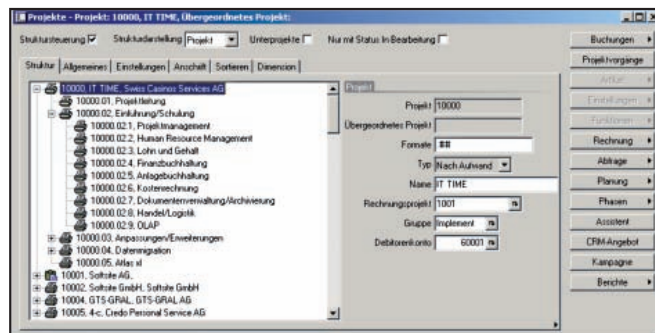 Projekte - Projekt: 10000, IT TIME, Übergeordnetes Projekt:
Struktursteuerung Strukturdarstellung Projekt Unterprojekte Nur mit Status In Bearbeitung
Struktur Allgemeines Einstellungen Anschrift Sortieren Dimension
10000, IT TIME, Swiss Casinos Services AG
10000.01, Projektleitung
10000.02, Einführung/Schulung
10000.02.1, Projektmanagement
10000.02.2, Human Resource Management
10000.02.3, Lohn und Gehalt
10000.02.4, Finanzbuchhaltung
10000.02.5, Anlagebuchhaltung
10000.02.6, Kostenrechnung
10000.02.7, Dokumentenverwaltung/Archivierung
10000.02.8, Handel/Logistik
10000.02.9, OLAP
10000.03, Anpassungen/Erweiterungen
10000.04, Datenmigration
10000.05, Atlas xl
10001, Softsite AG,
10002, Softsite GmbH, Softsite GmbH
10004, GTS-GRAL, GTS-GRAL AG
10005, 4-c, Credo Personal Service AG
Projekt
Projekt 10000
Übergeordnetes Projekt
Formate ##
Typ Nach Aufwand
Name IT TIME
Rechnungsprojekt 1001
Gruppe Implement
Debitorenkonto 60001
Buchungen
Projektvorgänge
Artikel
Einstellungen
Funktionen
Rechnung
Abfrage
Planung
Phasen
Assistent
CRM-Angebot
Kampagne
Berichte